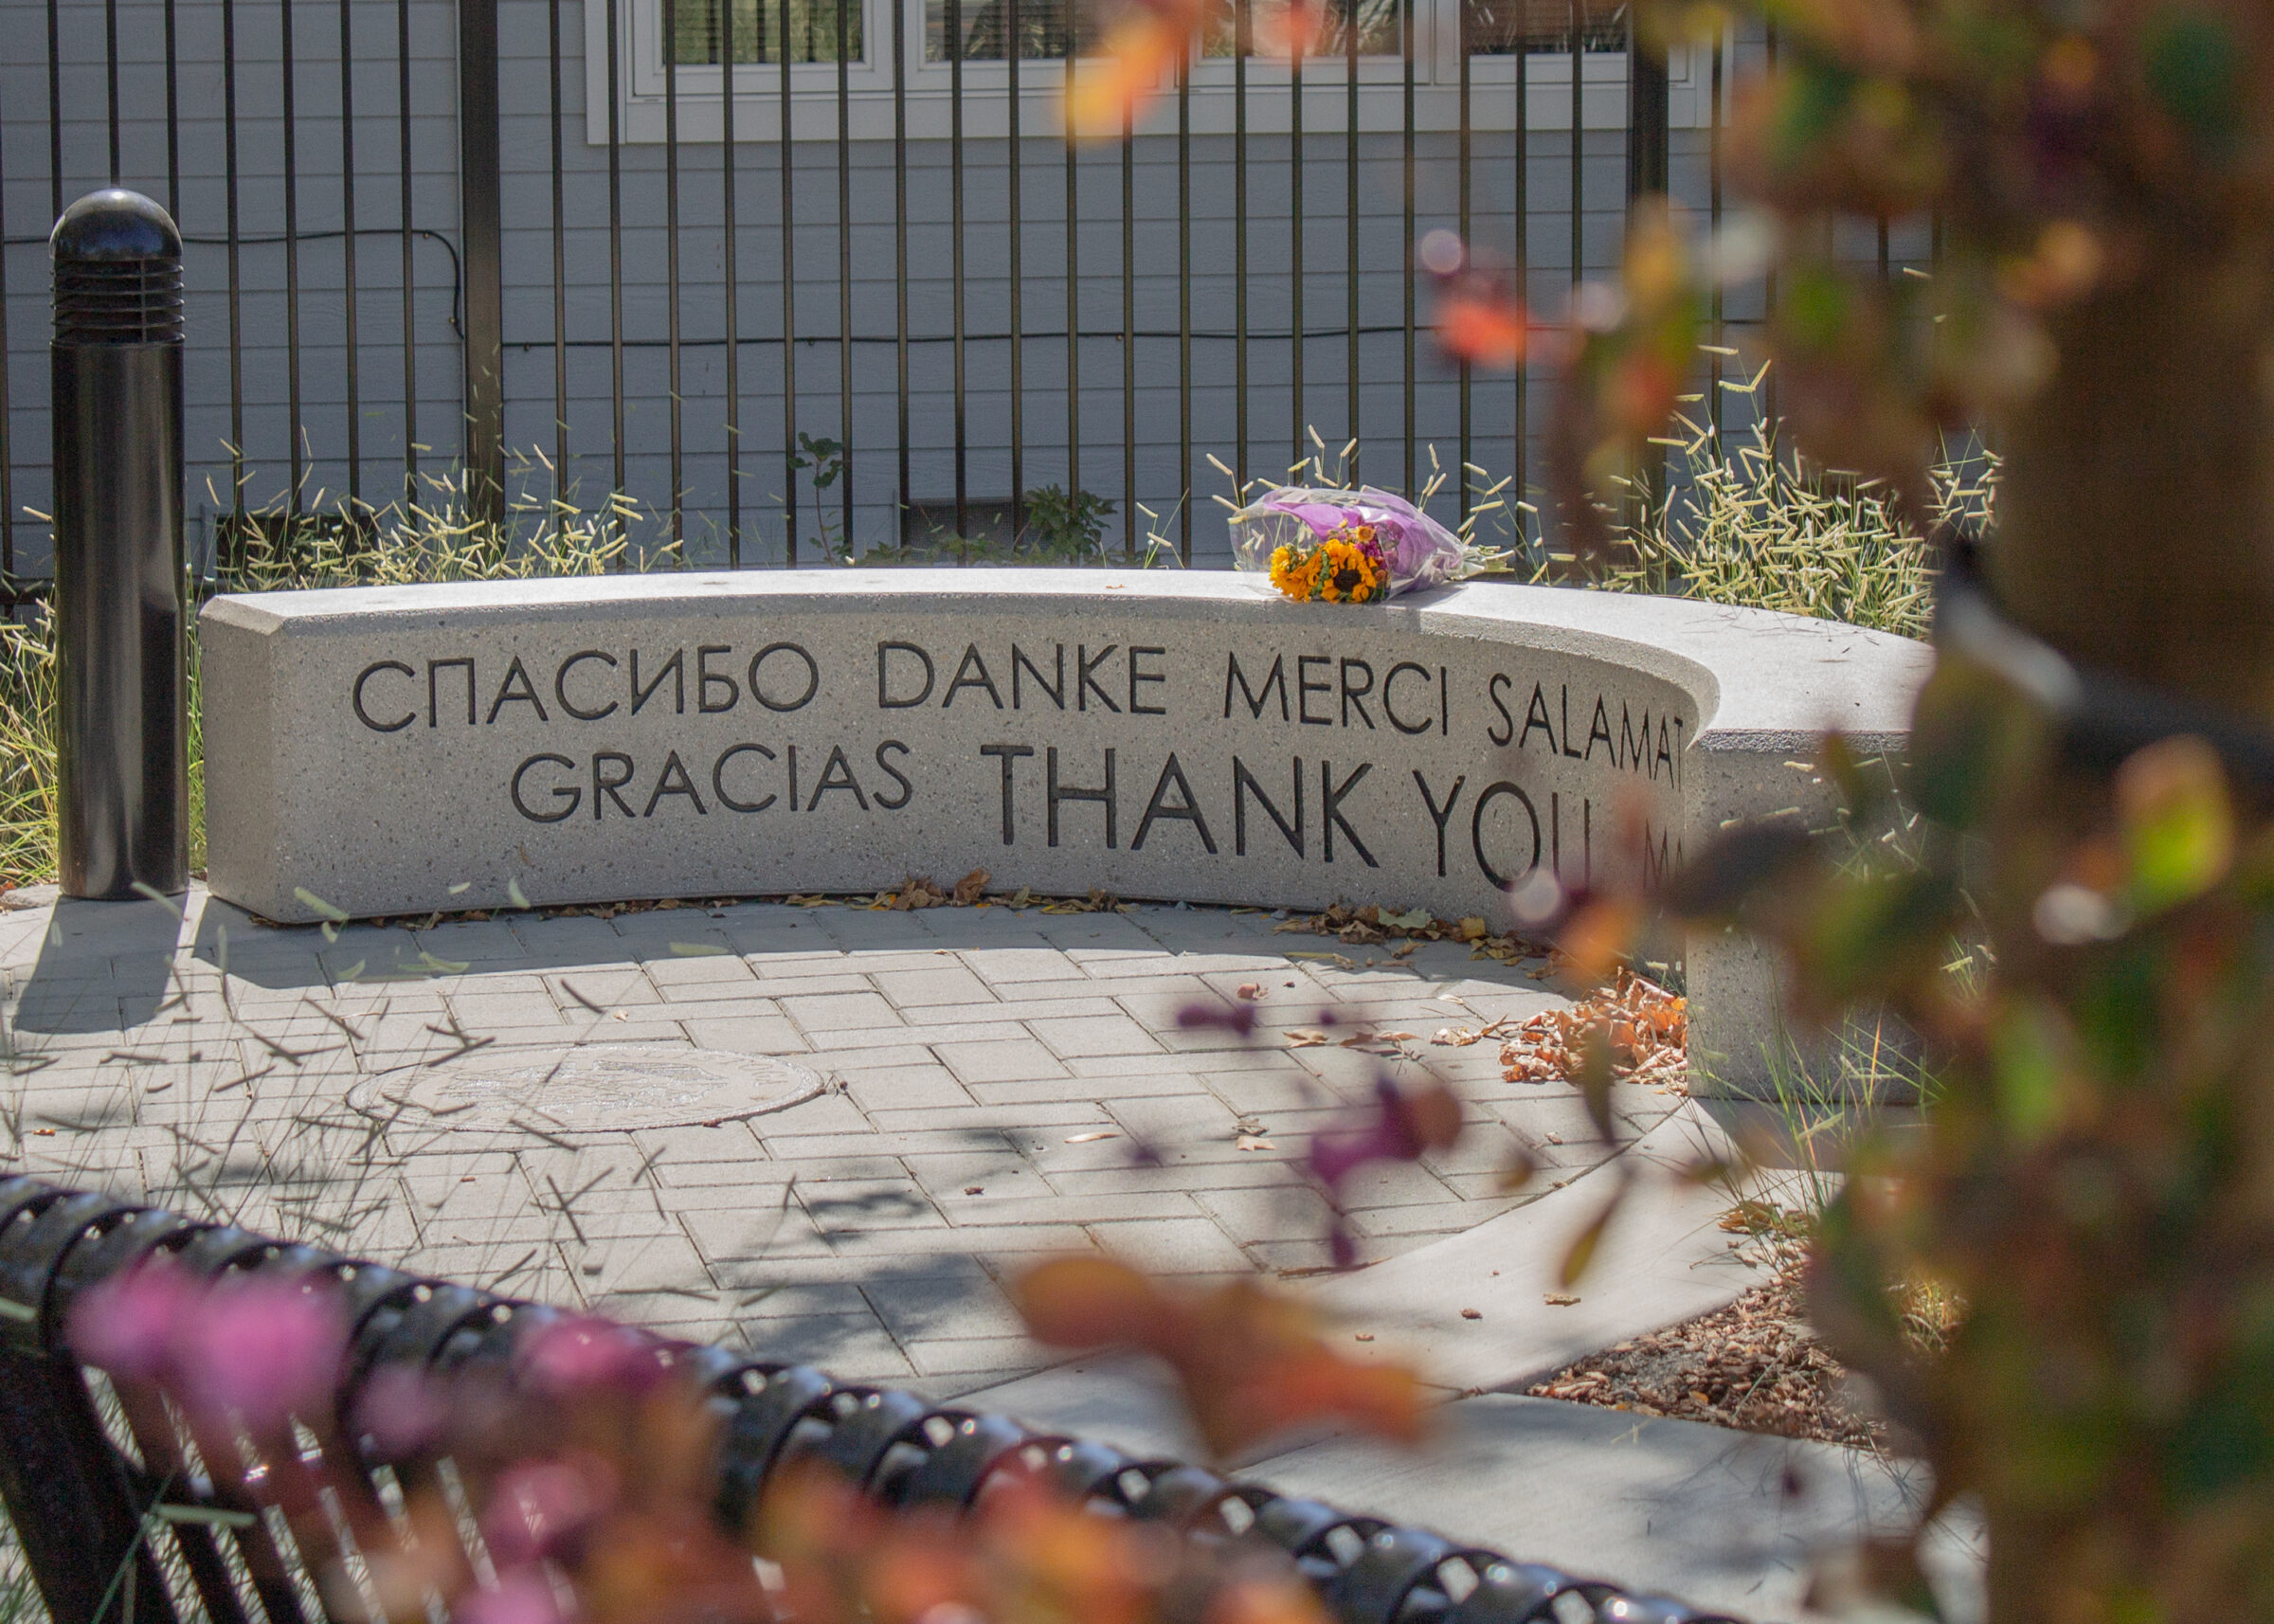 СПАСИБО DANKE MERCI SALAMAT
GRACIAS THANK YOU